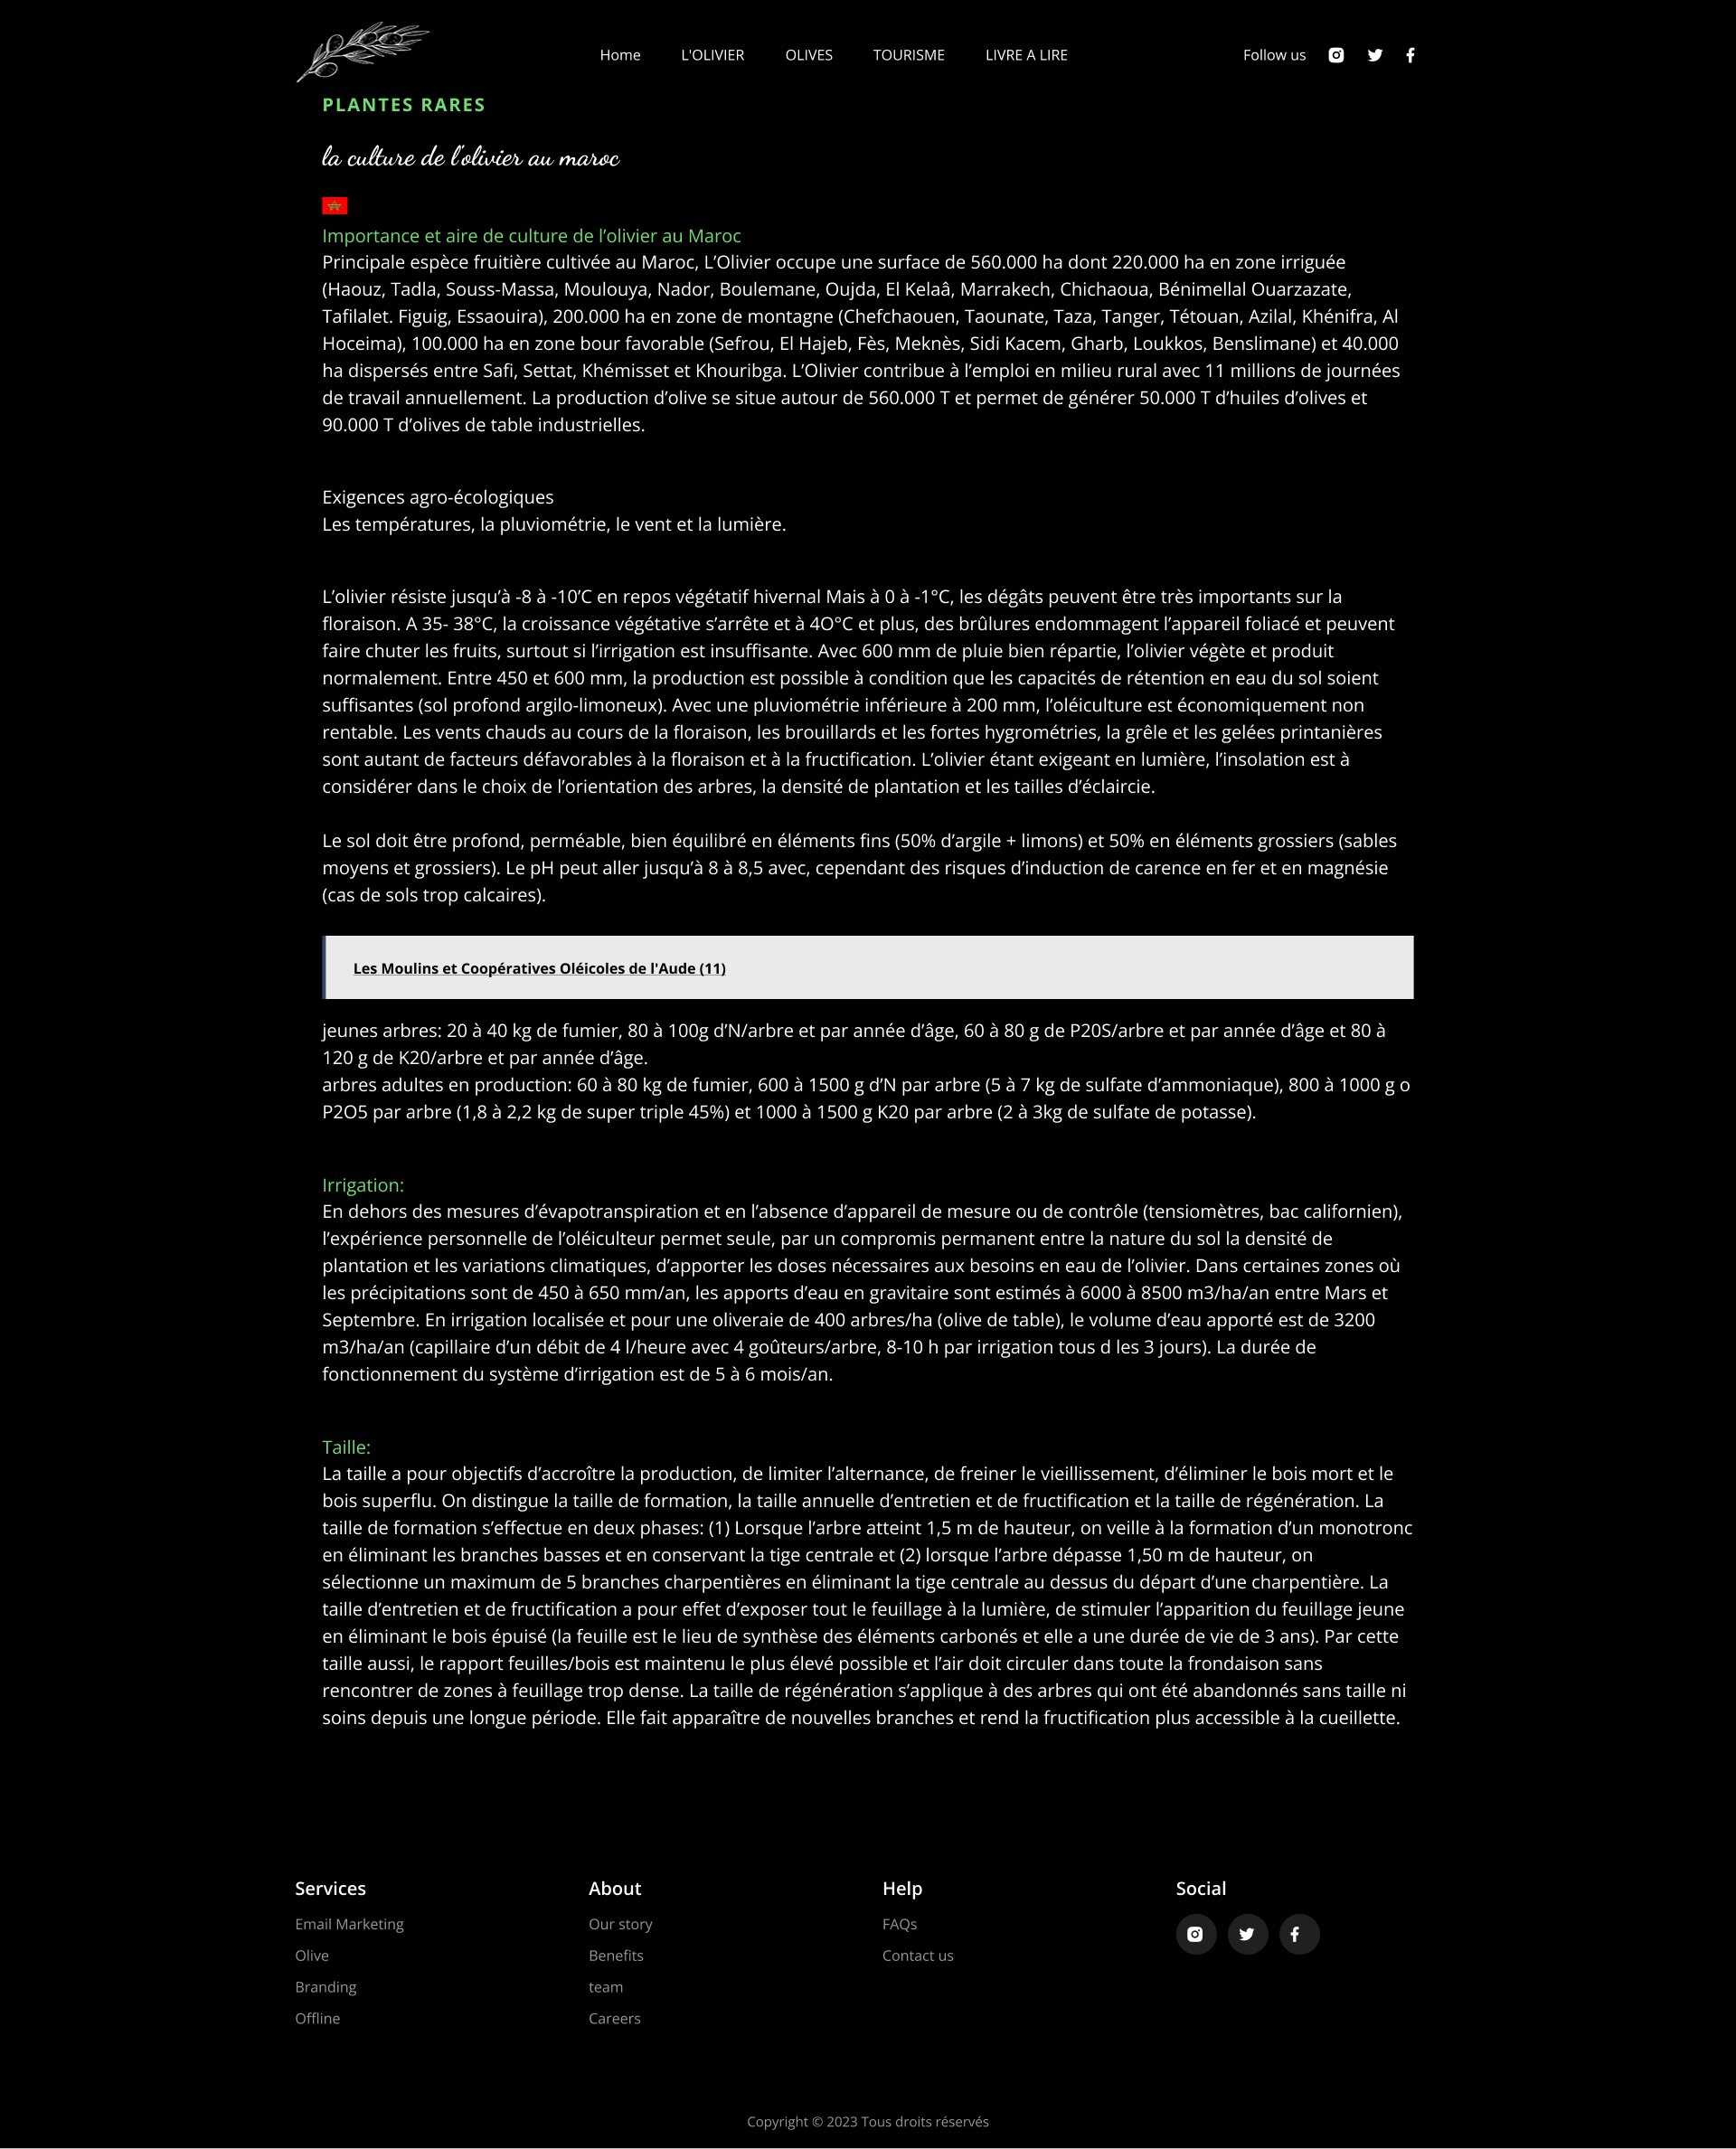 Home L'OLIVIER OLIVES TOURISME LIVRE A LIRE Follow us
PLANTES RARES
la culture de l'olivier au maroc
Importance et aire de culture de l’olivier au Maroc
Principale espèce fruitière cultivée au Maroc, L’Olivier occupe une surface de 560.000 ha dont 220.000 ha en zone irriguée
(Haouz, Tadla, Souss-Massa, Moulouya, Nador, Boulemane, Oujda, El Kelaâ, Marrakech, Chichaoua, Bénimellal Ouarzazate,
Tafilalet. Figuig, Essaouira), 200.000 ha en zone de montagne (Chefchaouen, Taounate, Taza, Tanger, Tétouan, Azilal, Khénifra, Al
Hoceima), 100.000 ha en zone bour favorable (Sefrou, El Hajeb, Fès, Meknès, Sidi Kacem, Gharb, Loukkos, Benslimane) et 40.000
ha dispersés entre Safi, Settat, Khémisset et Khouribga. L’Olivier contribue à l’emploi en milieu rural avec 11 millions de journées
de travail annuellement. La production d’olive se situe autour de 560.000 T et permet de générer 50.000 T d’huiles d’olives et
90.000 T d’olives de table industrielles.
Exigences agro-écologiques
Les températures, la pluviométrie, le vent et la lumière.
L’olivier résiste jusqu’à -8 à -10’C en repos végétatif hivernal Mais à 0 à -1°C, les dégâts peuvent être très importants sur la
floraison. A 35- 38°C, la croissance végétative s’arrête et à 4O°C et plus, des brûlures endommagent l’appareil foliacé et peuvent
faire chuter les fruits, surtout si l’irrigation est insuffisante. Avec 600 mm de pluie bien répartie, l’olivier végète et produit
normalement. Entre 450 et 600 mm, la production est possible à condition que les capacités de rétention en eau du sol soient
suffisantes (sol profond argilo-limoneux). Avec une pluviométrie inférieure à 200 mm, l’oléiculture est économiquement non
rentable. Les vents chauds au cours de la floraison, les brouillards et les fortes hygrométries, la grêle et les gelées printanières
sont autant de facteurs défavorables à la floraison et à la fructification. L’olivier étant exigeant en lumière, l’insolation est à
considérer dans le choix de l’orientation des arbres, la densité de plantation et les tailles d’éclaircie.
Le sol doit être profond, perméable, bien équilibré en éléments fins (50% d’argile + limons) et 50% en éléments grossiers (sables
moyens et grossiers). Le pH peut aller jusqu’à 8 à 8,5 avec, cependant des risques d’induction de carence en fer et en magnésie
(cas de sols trop calcaires).
Les Moulins et Coopératives Oléicoles de l'Aude (11)
jeunes arbres: 20 à 40 kg de fumier, 80 à 100g d’N/arbre et par année d’âge, 60 à 80 g de P20S/arbre et par année d’âge et 80 à
120 g de K20/arbre et par année d’âge.
arbres adultes en production: 60 à 80 kg de fumier, 600 à 1500 g d’N par arbre (5 à 7 kg de sulfate d’ammoniaque), 800 à 1000 g o
P2O5 par arbre (1,8 à 2,2 kg de super triple 45%) et 1000 à 1500 g K20 par arbre (2 à 3kg de sulfate de potasse).
Irrigation:
En dehors des mesures d’évapotranspiration et en l’absence d’appareil de mesure ou de contrôle (tensiomètres, bac californien),
l’expérience personnelle de l’oléiculteur permet seule, par un compromis permanent entre la nature du sol la densité de
plantation et les variations climatiques, d’apporter les doses nécessaires aux besoins en eau de l’olivier. Dans certaines zones où
les précipitations sont de 450 à 650 mm/an, les apports d’eau en gravitaire sont estimés à 6000 à 8500 m3/ha/an entre Mars et
Septembre. En irrigation localisée et pour une oliveraie de 400 arbres/ha (olive de table), le volume d’eau apporté est de 3200
m3/ha/an (capillaire d’un débit de 4 l/heure avec 4 goûteurs/arbre, 8-10 h par irrigation tous d les 3 jours). La durée de
fonctionnement du système d’irrigation est de 5 à 6 mois/an.
Taille:
La taille a pour objectifs d’accroître la production, de limiter l’alternance, de freiner le vieillissement, d’éliminer le bois mort et le
bois superflu. On distingue la taille de formation, la taille annuelle d’entretien et de fructification et la taille de régénération. La
taille de formation s’effectue en deux phases: (1) Lorsque l’arbre atteint 1,5 m de hauteur, on veille à la formation d’un monotronc
en éliminant les branches basses et en conservant la tige centrale et (2) lorsque l’arbre dépasse 1,50 m de hauteur, on
sélectionne un maximum de 5 branches charpentières en éliminant la tige centrale au dessus du départ d’une charpentière. La
taille d’entretien et de fructification a pour effet d’exposer tout le feuillage à la lumière, de stimuler l’apparition du feuillage jeune
en éliminant le bois épuisé (la feuille est le lieu de synthèse des éléments carbonés et elle a une durée de vie de 3 ans). Par cette
taille aussi, le rapport feuilles/bois est maintenu le plus élevé possible et l’air doit circuler dans toute la frondaison sans
rencontrer de zones à feuillage trop dense. La taille de régénération s’applique à des arbres qui ont été abandonnés sans taille ni
soins depuis une longue période. Elle fait apparaître de nouvelles branches et rend la fructification plus accessible à la cueillette.
Services
Email Marketing
Olive
Branding
Offline
About
Our story
Benefits
team
Careers
Help
FAQs
Contact us
Social
Copyright © 2023 Tous droits réservés